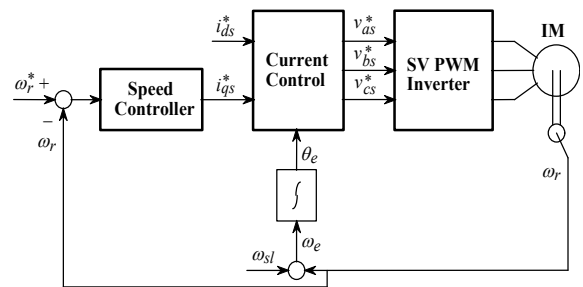 i*ds
v*as
IM
ω*r +
Speed Controller
i*qs
Current Control
v*bs
v*cs
SV PWM Inverter
−
ωr
θe
∫
ωr
ωe
ωsl